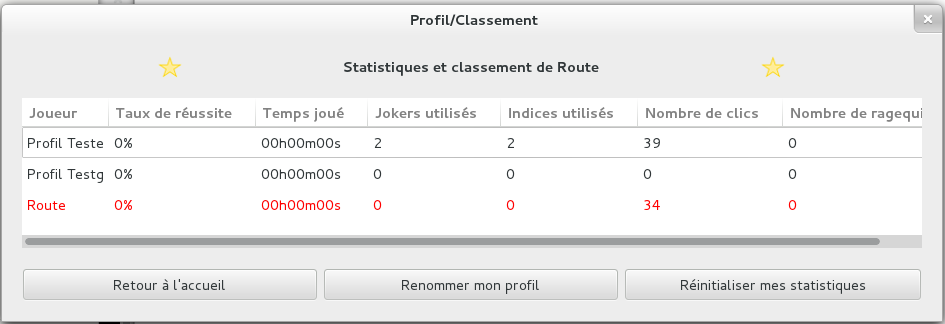 Profil/Classement
Statistiques et classement de Route
Joueur Taux de réussite Temps joué Jokers utilisés Indices utilisés Nombre de clics Nombre de ragequi
Profil Teste 0% 00h00m00s 2 2 39 0
Profil Testg 0% 00h00m00s 0 0 0 0
Route 0% 00h00m00s 0 0 34 0
Retour à l'accueil Renommer mon profil Réinitialiser mes statistiques